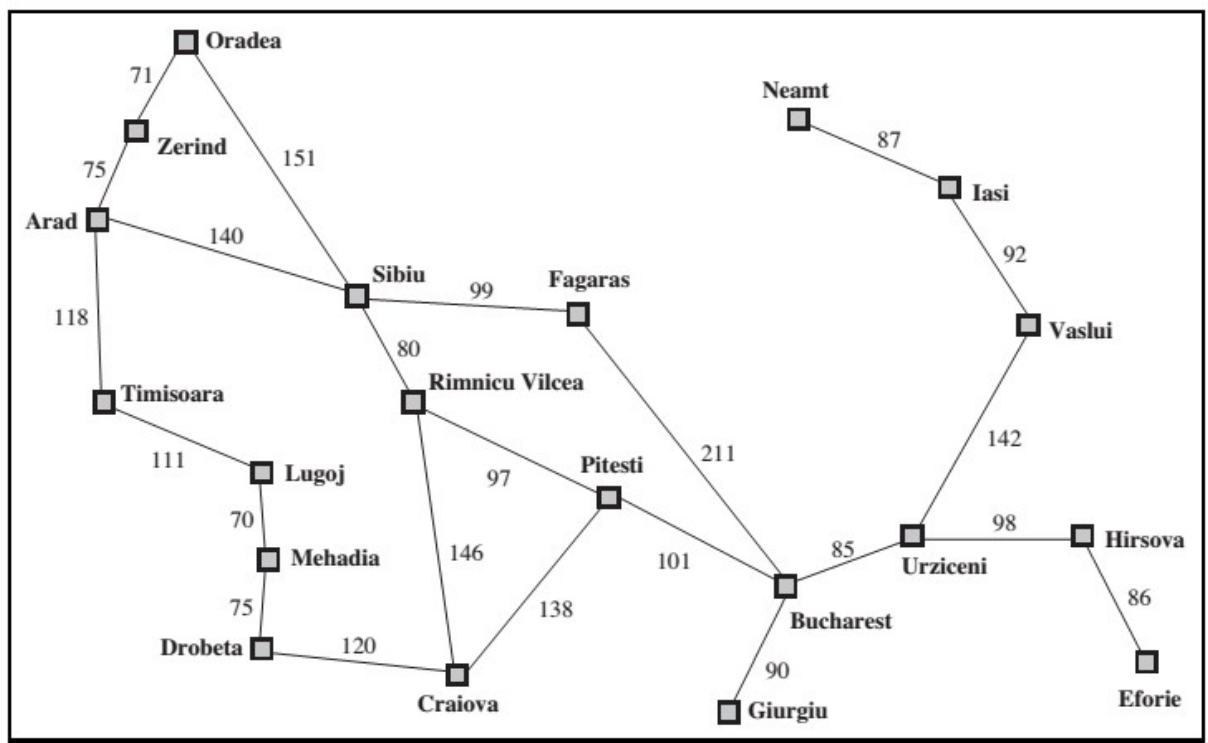 Oradea
71
Neamt
87
Zerind
151
75
Iasi
Arad
140
92
Sibiu
99
Fagaras
118
80
Vaslui
Rimnicu Vilcea
Timisoara
142
111
Lugoj
97
Pitesti
211
70
98
Hirsova
146
101
85
Urziceni
Mehadia
75
138
86
Bucharest
Drobeta
120
90
Craiova
Giurgiu
Eforie